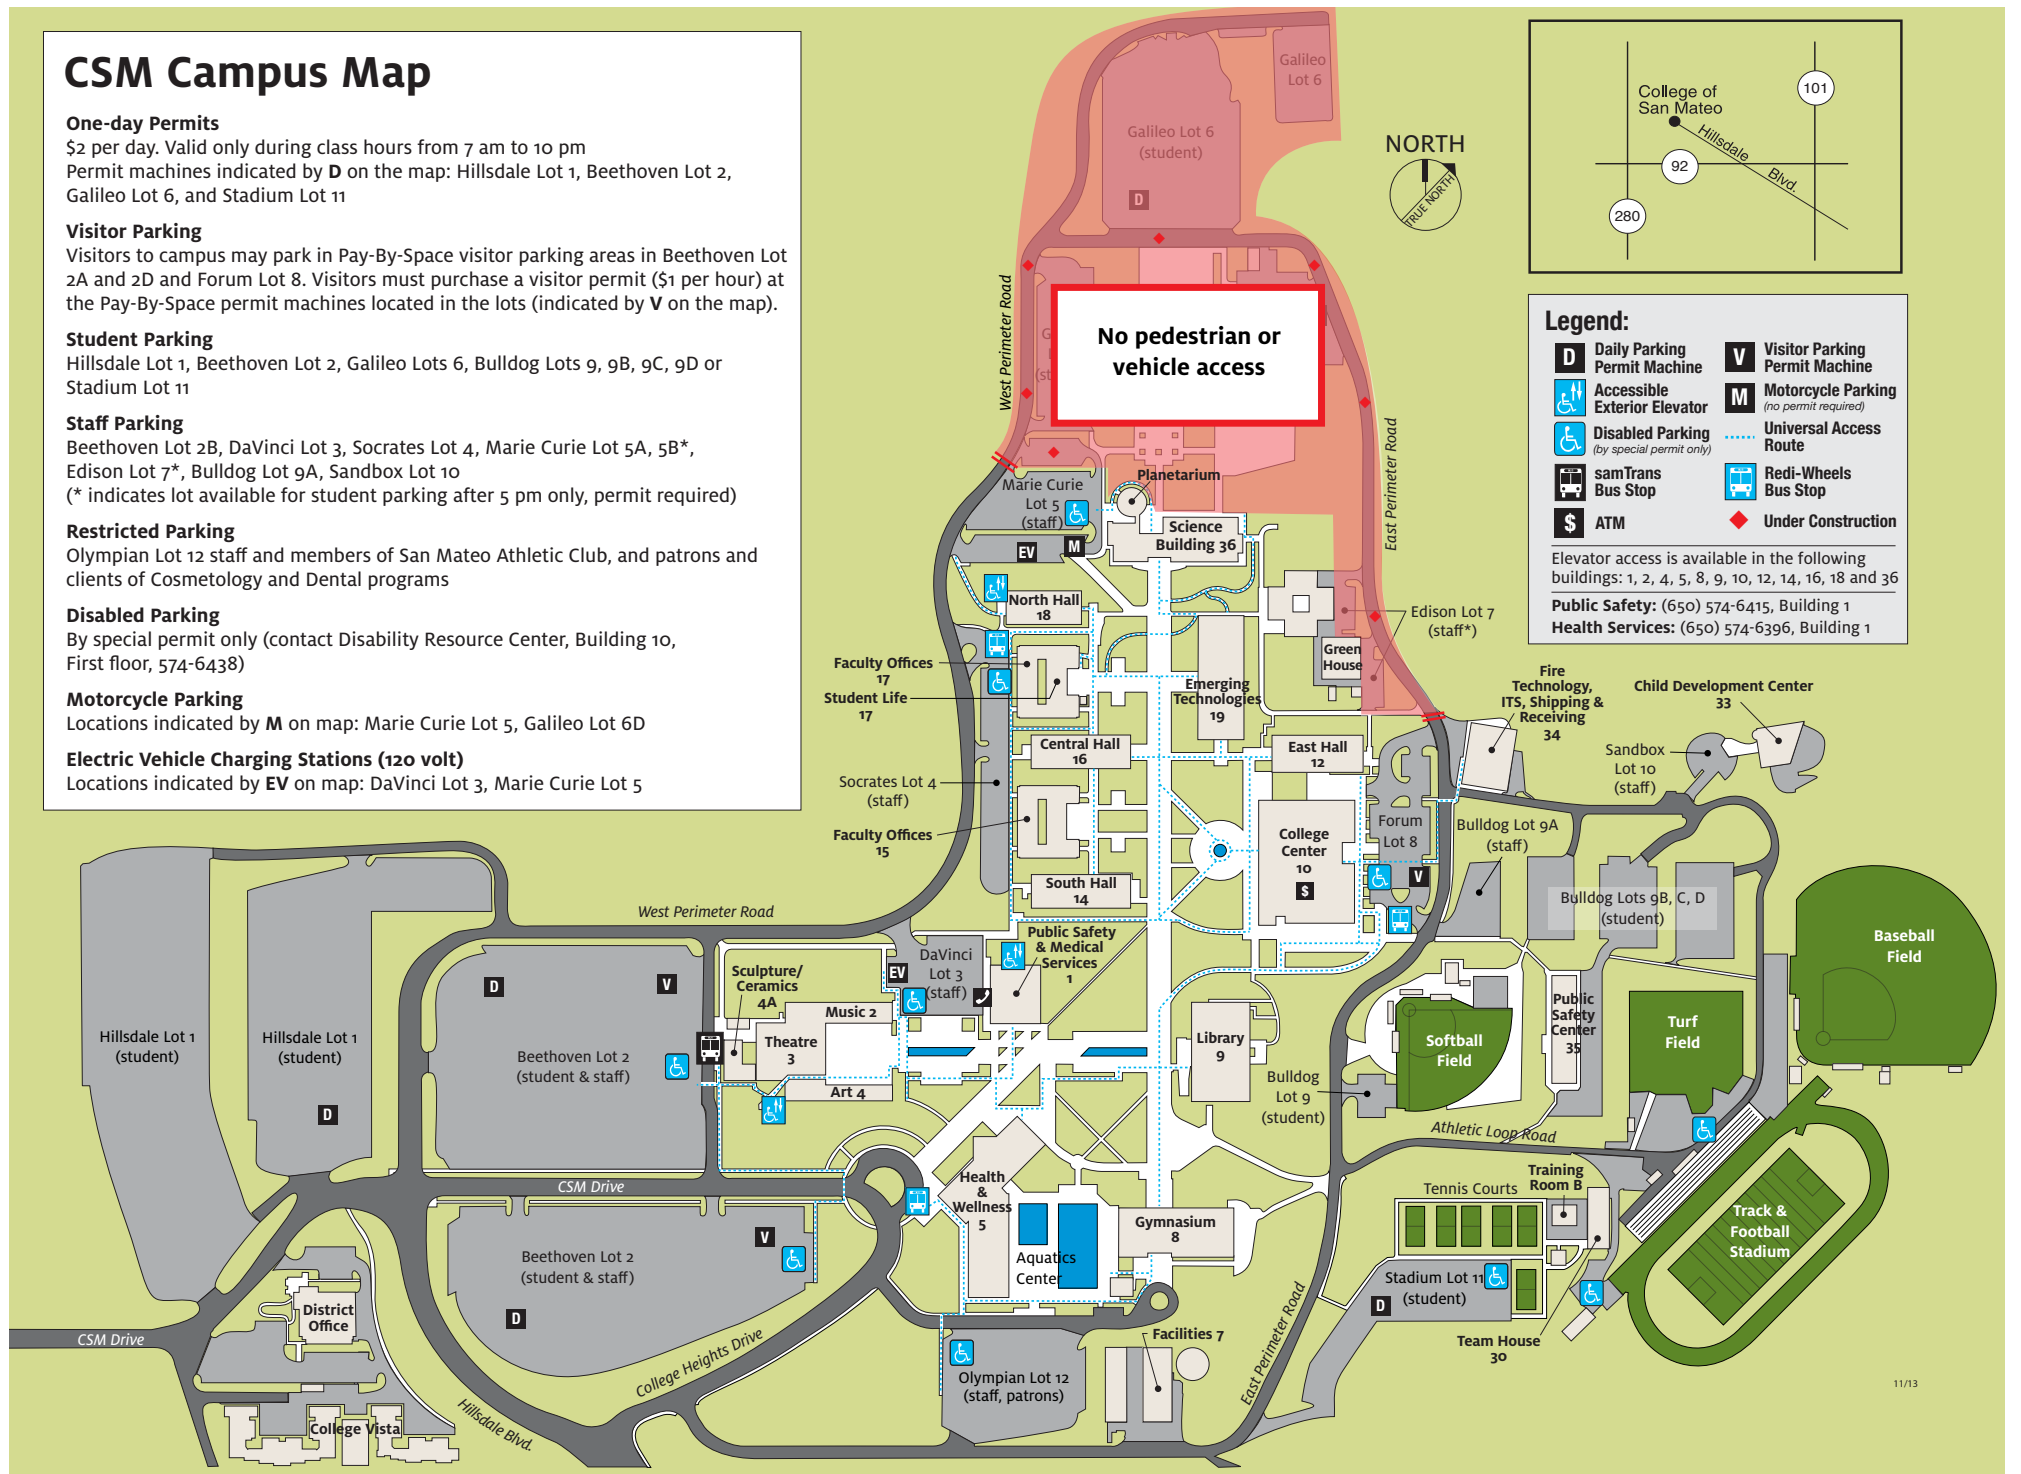 CSM Campus Map
One-day Permits
$2 per day. Valid only during class hours from 7 am to 10 pm
Permit machines indicated by D on the map: Hillsdale Lot 1, Beethoven Lot 2,
Galileo Lot 6, and Stadium Lot 11
Visitor Parking
Visitors to campus may park in Pay-By-Space visitor parking areas in Beethoven Lot
2A and 2D and Forum Lot 8. Visitors must purchase a visitor permit ($1 per hour) at
the Pay-By-Space permit machines located in the lots (indicated by V on the map).
Student Parking
Hillsdale Lot 1, Beethoven Lot 2, Galileo Lots 6, Bulldog Lots 9, 9B, 9C, 9D or
Stadium Lot 11
Staff Parking
Beethoven Lot 2B, DaVinci Lot 3, Socrates Lot 4, Marie Curie Lot 5A, 5B*,
Edison Lot 7*, Bulldog Lot 9A, Sandbox Lot 10
(* indicates lot available for student parking after 5 pm only, permit required)
Restricted Parking
Olympian Lot 12 staff and members of San Mateo Athletic Club, and patrons and
clients of Cosmetology and Dental programs
Disabled Parking
By special permit only (contact Disability Resource Center, Building 10,
First floor, 574-6438)
Motorcycle Parking
Locations indicated by M on map: Marie Curie Lot 5, Galileo Lot 6D
Electric Vehicle Charging Stations (120 volt)
Locations indicated by EV on map: DaVinci Lot 3, Marie Curie Lot 5
Galileo
Lot 6
Galileo Lot 6
(student)
D
NORTH
TRUE NORTH
College of
San Mateo
Hillsdale
Blvd.
101
92
280
Legend:
D
Daily Parking
Permit Machine
V
Visitor Parking
Permit Machine
Accessible
Exterior Elevator
M
Motorcycle Parking
(no permit required)
Disabled Parking
(by special permit only)
Universal Access
Route
samTrans
Bus Stop
Redi-Wheels
Bus Stop
$
ATM
Under Construction
Elevator access is available in the following
buildings: 1, 2, 4, 5, 8, 9, 10, 12, 14, 16, 18 and 36
Public Safety: (650) 574-6415, Building 1
Health Services: (650) 574-6396, Building 1
West Perimeter Road
No pedestrian or
vehicle access
East Perimeter Road
Planetarium
Marie Curie
Lot 5
(staff)
EV
M
Science
Building 36
North Hall
18
Edison Lot 7
(staff*)
Green
House
Faculty Offices
17
Student Life
17
Emerging
Technologies
19
Fire
Technology,
ITS, Shipping &
Receiving
34
Child Development Center
33
Central Hall
16
East Hall
12
Sandbox
Lot 10
(staff)
Socrates Lot 4
(staff)
Faculty Offices
15
College
Center
10
$
Forum
Lot 8
V
Bulldog Lot 9A
(staff)
South Hall
14
Bulldog Lots 9B, C, D
(student)
West Perimeter Road
Public Safety
& Medical
Services
1
DaVinci
Lot 3
(staff)
EV
Baseball
Field
Sculpture/
Ceramics
4A
Music 2
Theatre
3
Art 4
D
V
Hillsdale Lot 1
(student)
Hillsdale Lot 1
(student)
D
Beethoven Lot 2
(student & staff)
Library
9
Softball
Field
Public
Safety
Center
35
Turf
Field
Bulldog
Lot 9
(student)
Athletic Loop Road
CSM Drive
Health
&
Wellness
5
Training
Room B
Tennis Courts
Track &
Football
Stadium
Gymnasium
8
Aquatics
Center
V
Beethoven Lot 2
(student & staff)
D
Stadium Lot 11
(student)
D
District
Office
CSM Drive
College Heights Drive
East Perimeter Road
Facilities 7
Team House
30
Olympian Lot 12
(staff, patrons)
College Vista
Hillsdale Blvd.
11/13